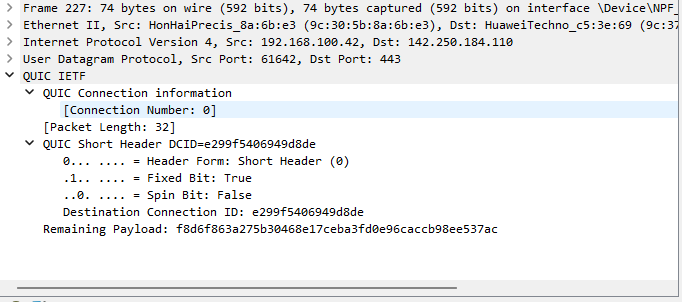 Frame 227: 74 bytes on wire (592 bits), 74 bytes captured (592 bits) on interface \Device\NPF_
Ethernet II, Src: HonHaiPrecis_8a:6b:e3 (9c:30:5b:8a:6b:e3), Dst: HuaweiTechno_c5:3e:69 (9c:37
Internet Protocol Version 4, Src: 192.168.100.42, Dst: 142.250.184.110
User Datagram Protocol, Src Port: 61642, Dst Port: 443
QUIC IETF
QUIC Connection information
[Connection Number: 0]
[Packet Length: 32]
QUIC Short Header DCID=e299f5406949d8de
0... .... = Header Form: Short Header (0)
.1.. .... = Fixed Bit: True
..0. .... = Spin Bit: False
Destination Connection ID: e299f5406949d8de
Remaining Payload: f8d6f863a275b30468e17ceba3fd0e96caccb98ee537ac